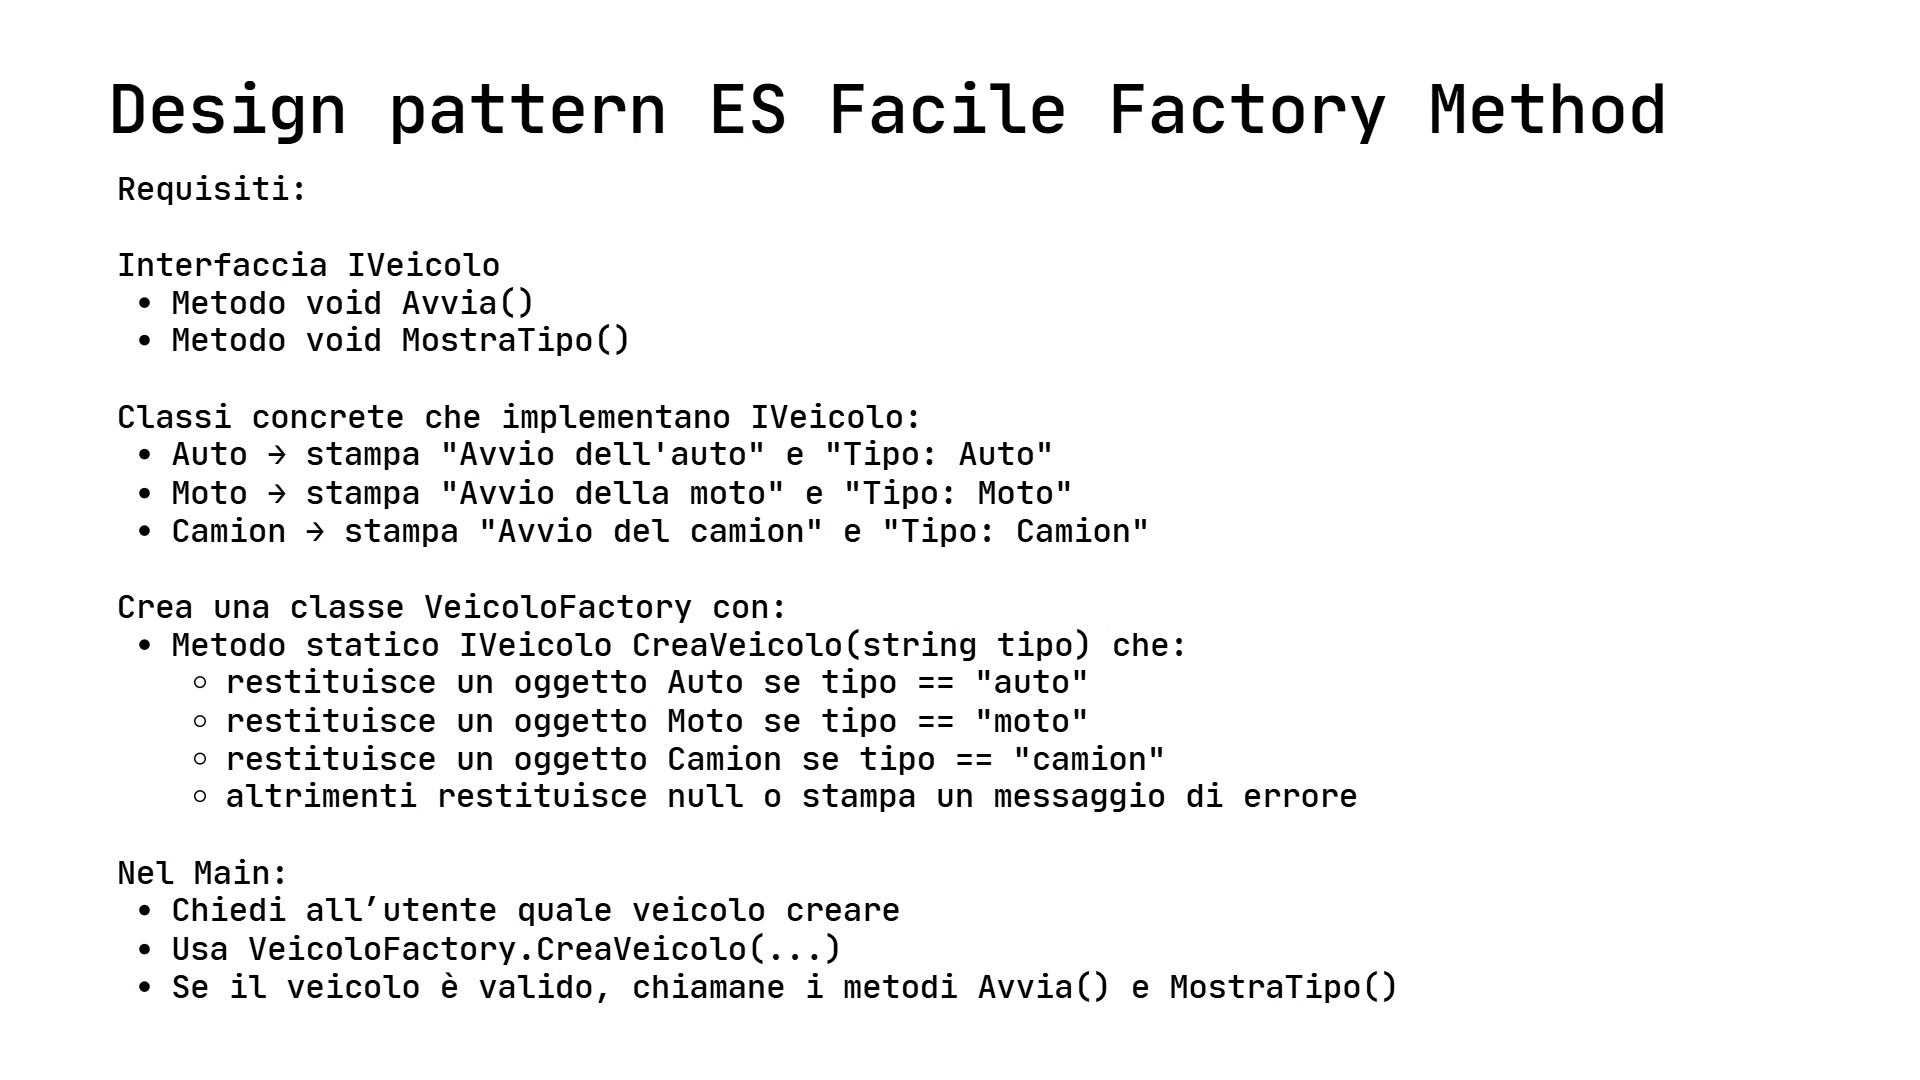 Design pattern ES Facile Factory Method
Requisiti:
Interfaccia IVeicolo
• Metodo void Avvia()
• Metodo void MostraTipo()
Classi concrete che implementano IVeicolo:
• Auto → stampa "Avvio dell'auto" e "Tipo: Auto"
• Moto → stampa "Avvio della moto" e "Tipo: Moto"
• Camion → stampa "Avvio del camion" e "Tipo: Camion"
Crea una classe VeicoloFactory con:
• Metodo statico IVeicolo CreaVeicolo(string tipo) che:
○ restituisce un oggetto Auto se tipo == "auto"
○ restituisce un oggetto Moto se tipo == "moto"
○ restituisce un oggetto Camion se tipo == "camion"
○ altrimenti restituisce null o stampa un messaggio di errore
Nel Main:
• Chiedi all’utente quale veicolo creare
• Usa VeicoloFactory.CreaVeicolo(...)
• Se il veicolo è valido, chiamane i metodi Avvia() e MostraTipo()